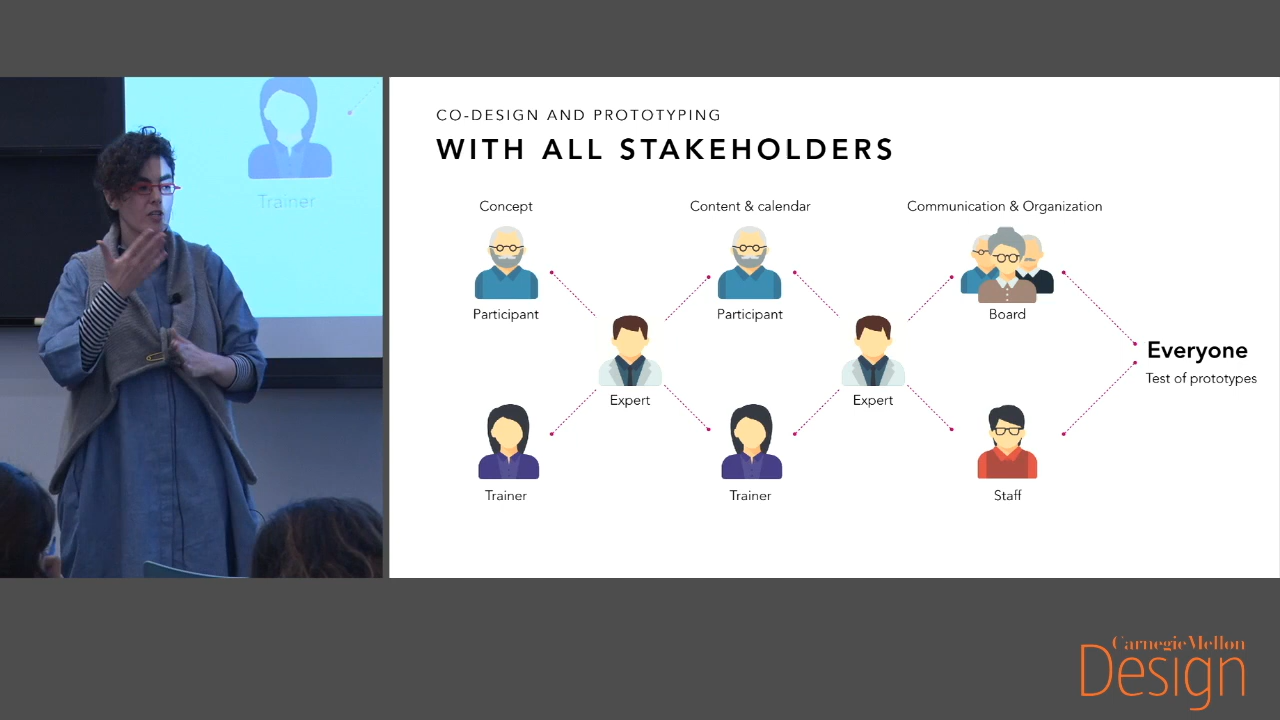 Trainer
CO-DESIGN AND PROTOTYPING
WITH ALL STAKEHOLDERS
Concept
Content & calendar
Communication & Organization
Participant
Participant
Board
Expert
Expert
Everyone
Test of prototypes
Trainer
Trainer
Staff
Carnegie Mellon
Design